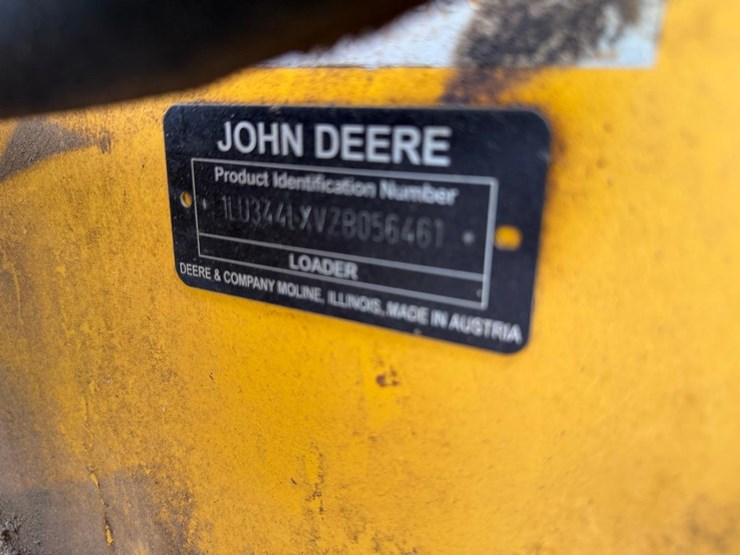 JOHN DEERE
Product Identification Number
*1LU344LXVZB056461*
LOADER
DEERE & COMPANY MOLINE, ILLINOIS, MADE IN AUSTRIA